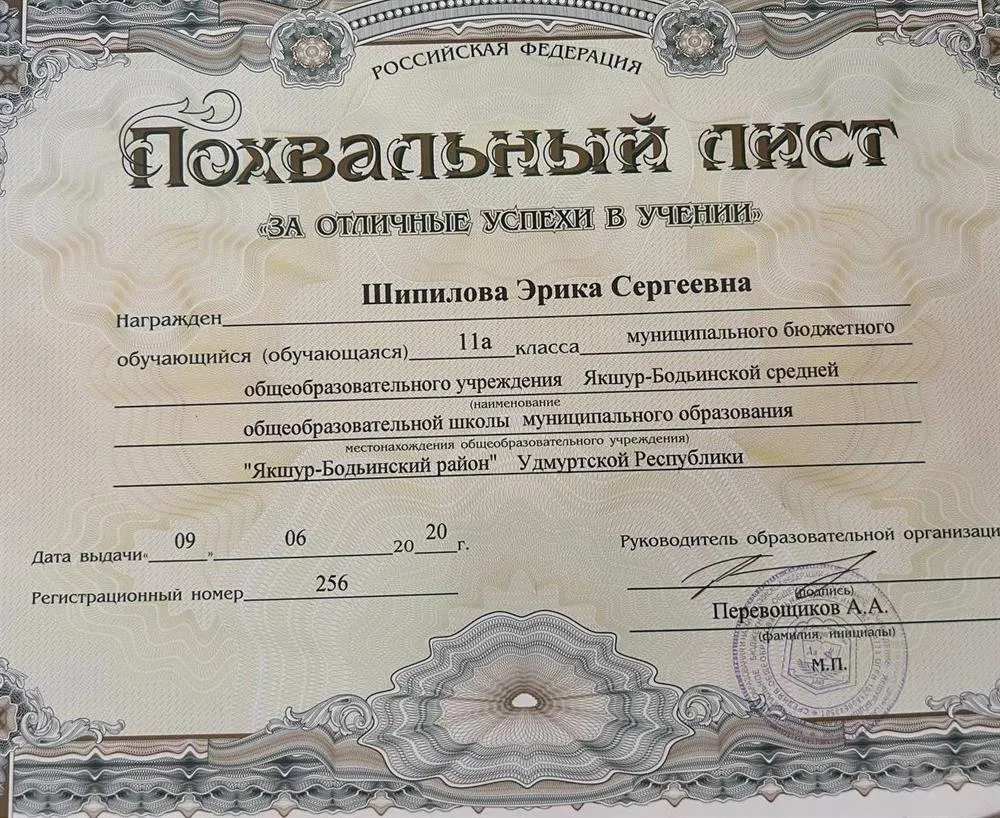 РОССИЙСКАЯ ФЕДЕРАЦИЯ
Похвальный лист
«ЗА ОТЛИЧНЫЕ УСПЕХИ В УЧЕНИИ»
Награжден Шипилова Эрика Сергеевна
обучающийся (обучающаяся) 11а класса муниципального бюджетного
общеобразовательного учреждения Якшур-Бодьинской средней
(наименование
общеобразовательной школы муниципального образования
местонахождения общеобразовательного учреждения)
"Якшур-Бодьинский район" Удмуртской Республики
Дата выдачи «09» 06 2020 г.
Регистрационный номер 256
Руководитель образовательной организаци
(подпись)
Перевощиков А.А.
(фамилия, инициалы)
М.П.